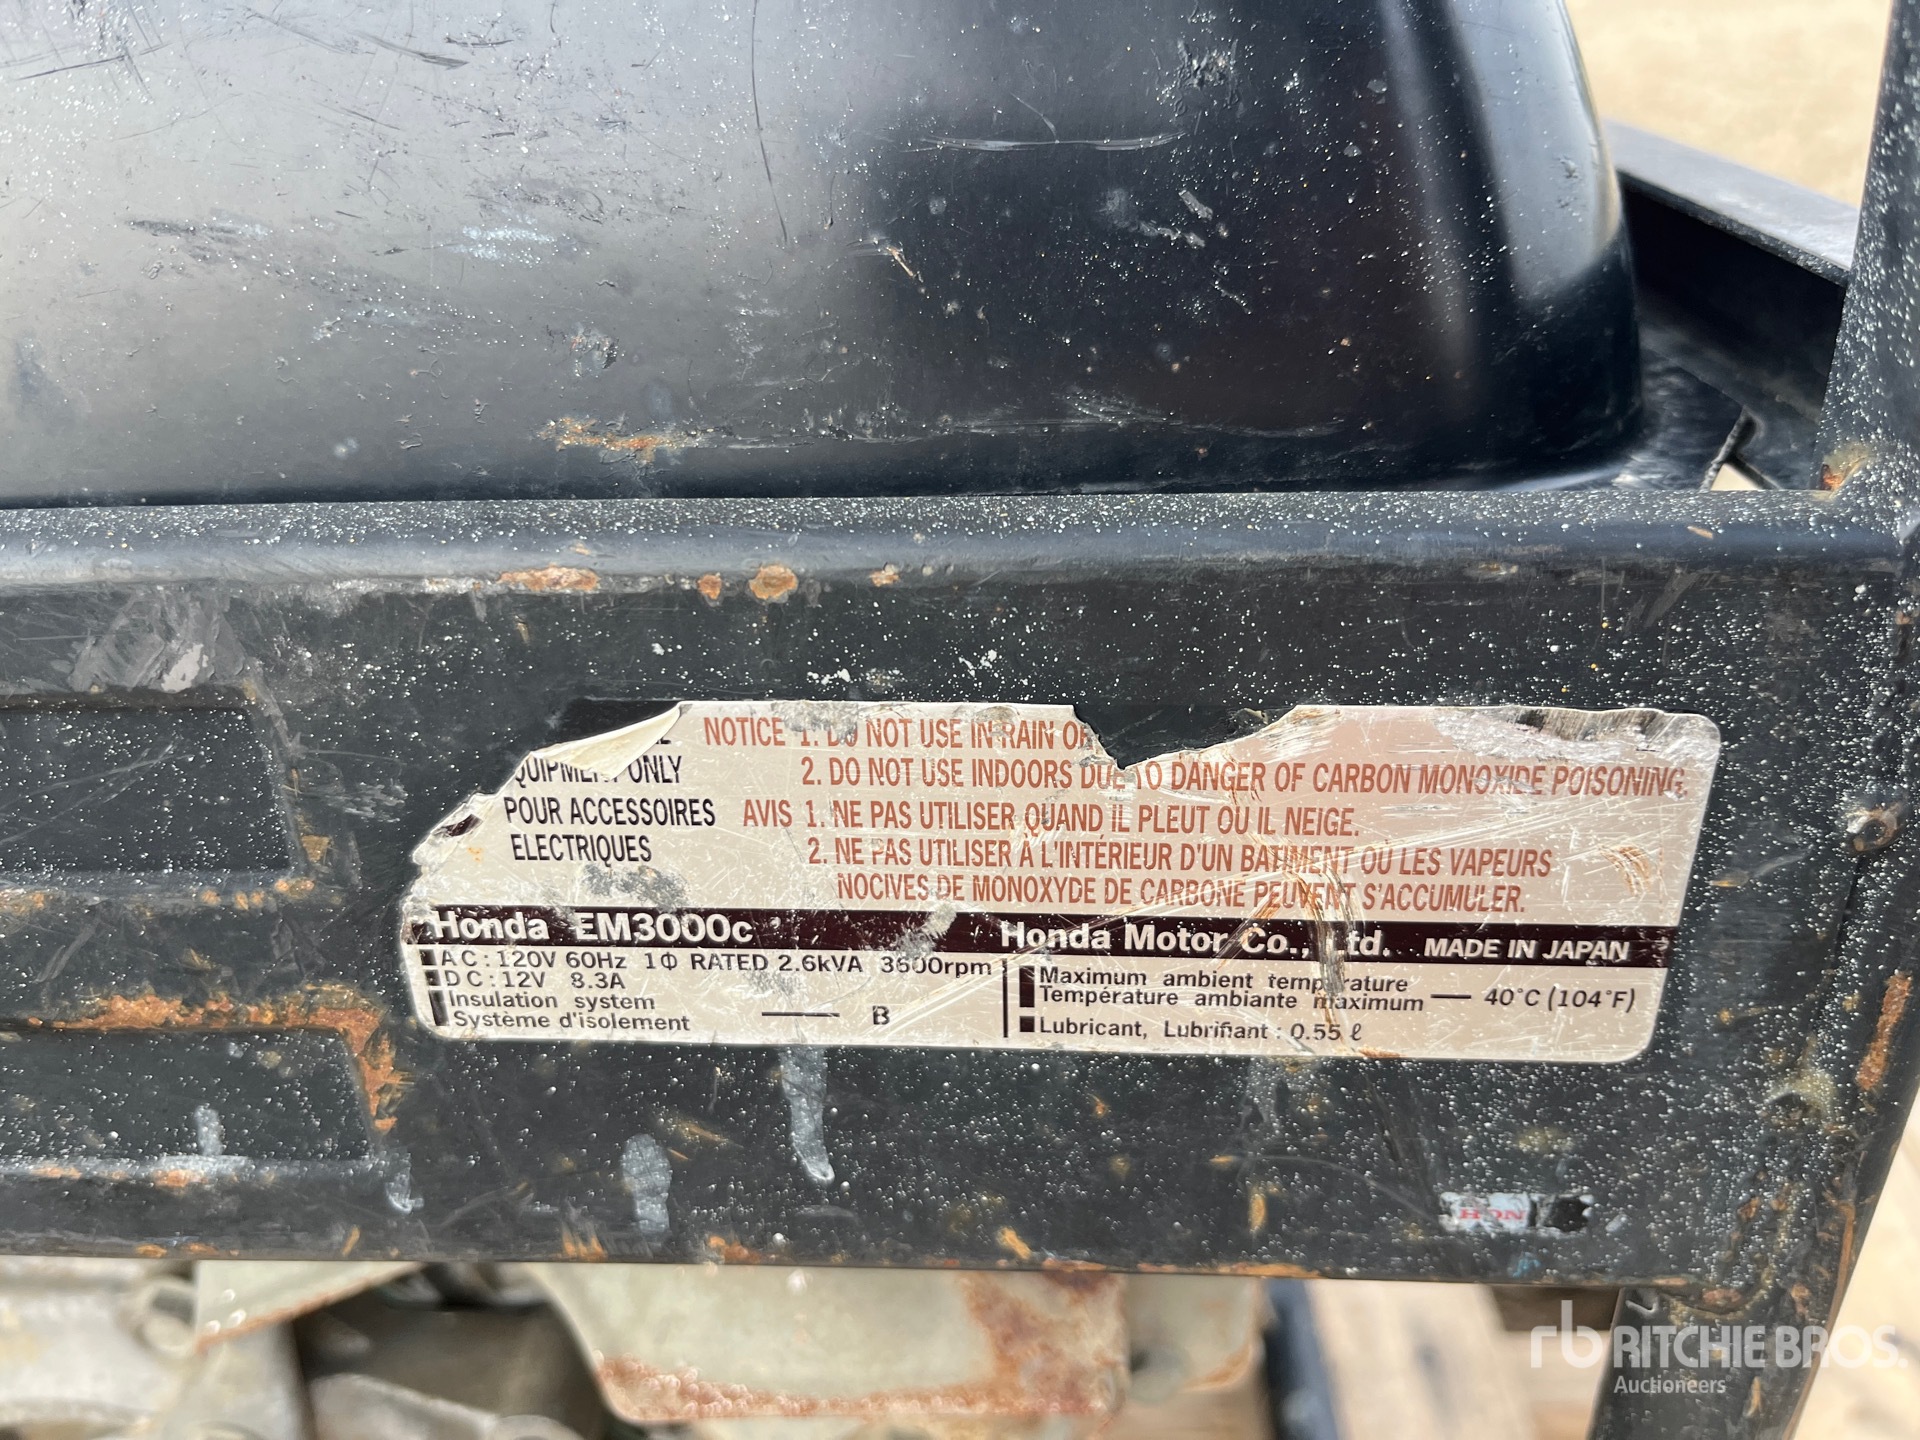 NOTICE 1. DO NOT USE IN RAIN OR
QUIPMENT ONLY 2. DO NOT USE INDOORS DUE TO DANGER OF CARBON MONOXIDE POISONING.
POUR ACCESSOIRES AVIS 1. NE PAS UTILISER QUAND IL PLEUT OU IL NEIGE.
ELECTRIQUES 2. NE PAS UTILISER À L'INTÉRIEUR D'UN BATIMENT OU LES VAPEURS
NOCIVES DE MONOXYDE DE CARBONE PEUVENT S'ACCUMULER.
Honda EM3000c Honda Motor Co., Ltd. MADE IN JAPAN
AC : 120V 60Hz 1Φ RATED 2.6kVA 3600rpm
DC : 12V 8.3A
Insulation system
Système d'isolement — B
Maximum ambient temperature
Température ambiante maximum — 40°C (104°F)
Lubricant, Lubrifiant : 0.55 ℓ
HON
rb RITCHIE BROS.
Auctioneers